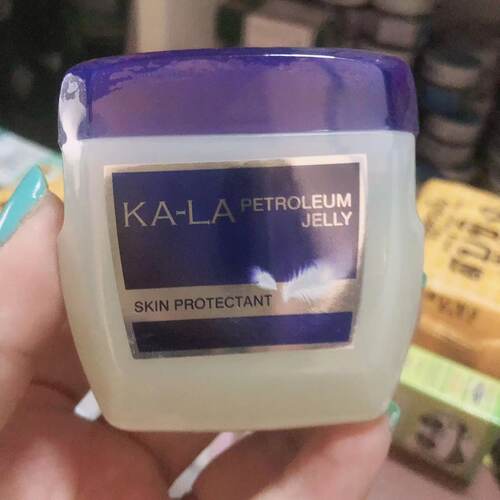 KA-LA PETROLEUM
JELLY
SKIN PROTECTANT